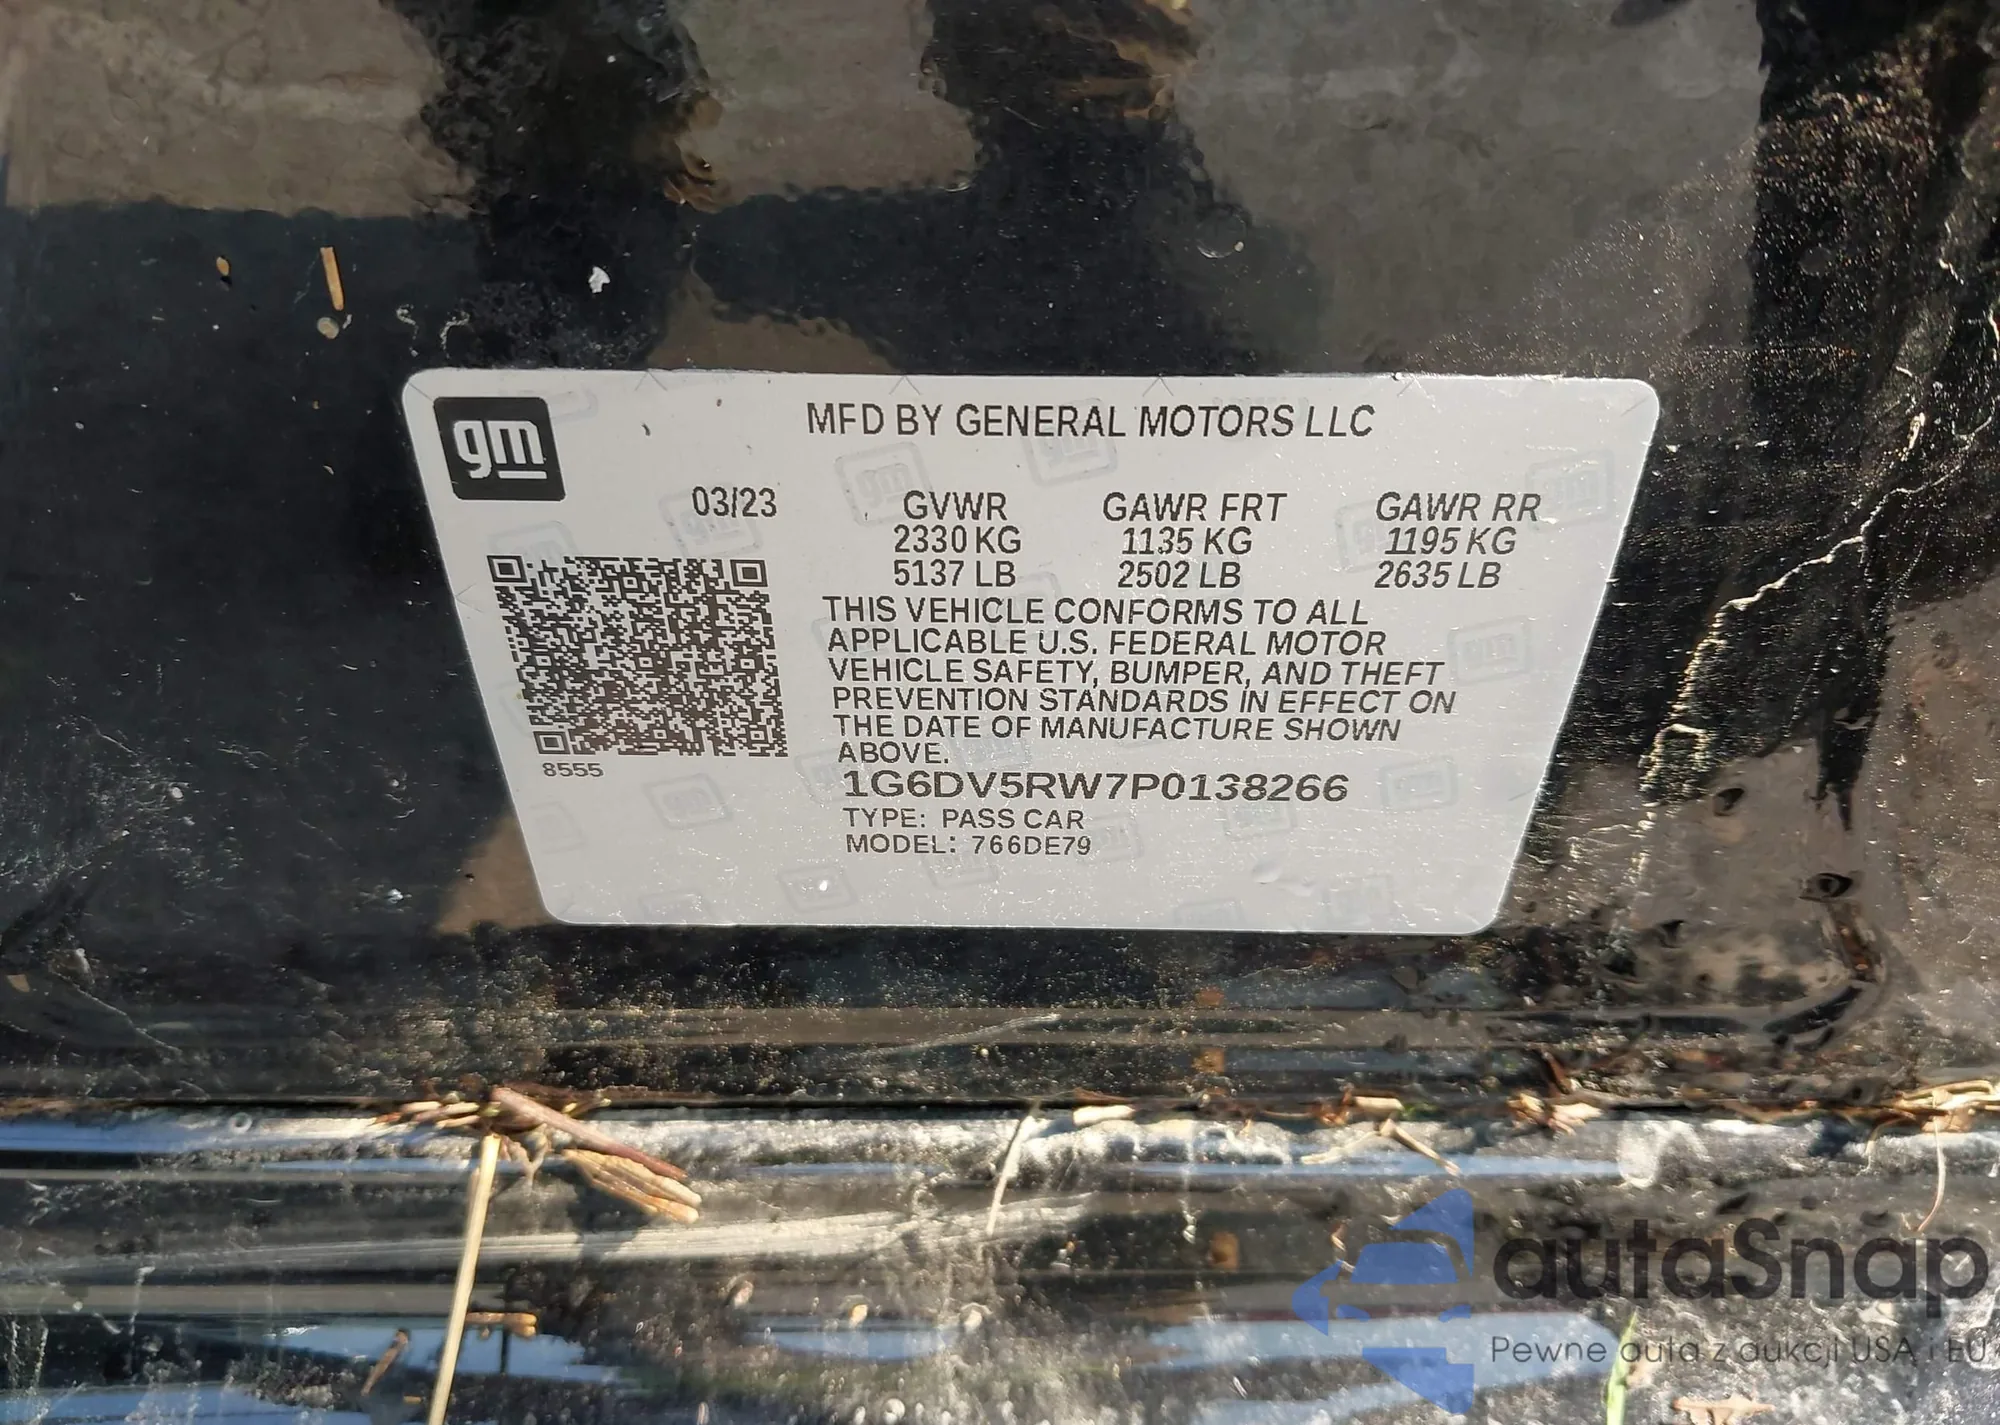 gm
MFD BY GENERAL MOTORS LLC
03/23 GVWR GAWR FRT GAWR RR
2330 KG 1135 KG 1195 KG
5137 LB 2502 LB 2635 LB
THIS VEHICLE CONFORMS TO ALL
APPLICABLE U.S. FEDERAL MOTOR
VEHICLE SAFETY, BUMPER, AND THEFT
PREVENTION STANDARDS IN EFFECT ON
THE DATE OF MANUFACTURE SHOWN
ABOVE.
8555
1G6DV5RW7P0138266
TYPE: PASS CAR
MODEL: 766DE79
autaSnap
Pewne auta z aukcji USA i EU